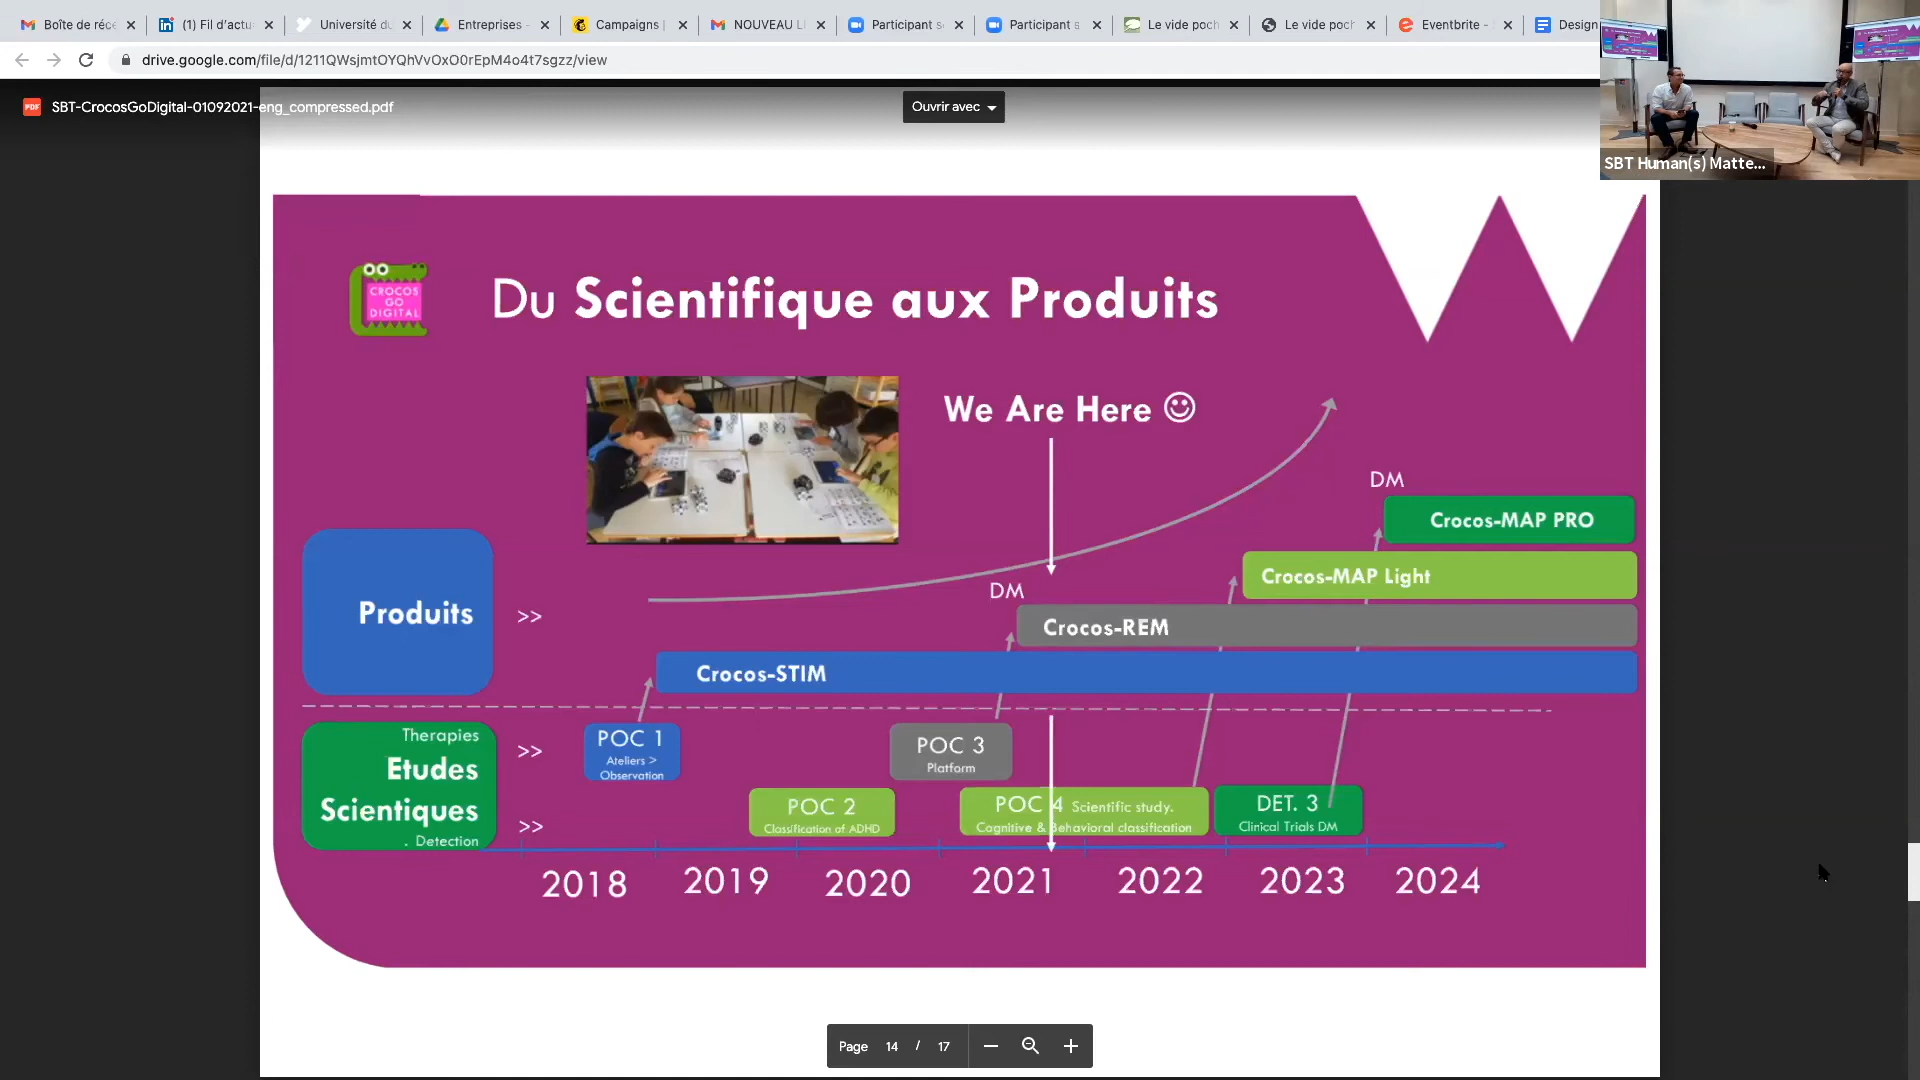 Boîte de réc
(1) Fil d'actu
Université du
Entreprises -
Campaigns |
NOUVEAU L
Participant s
Participant s
Le vide poch
Le vide poch
Eventbrite -
Design
drive.google.com/file/d/1211QWsjmtOYQhVvOxO0rEpM4o4t7sgzz/view
PDF
SBT-CrocosGoDigital-01092021-eng_compressed.pdf
Ouvrir avec
SBT Human(s) Matte...
CROCOS
GO
DIGITAL
Du Scientifique aux Produits
We Are Here ☺
DM
Crocos-MAP PRO
Crocos-MAP Light
DM
Crocos-REM
Crocos-STIM
Produits >>
Therapies >>
Etudes
Scientiques
. Detection >>
POC 1
Ateliers >
Observation
POC 2
Classification of ADHD
POC 3
Platform
POC 4 Scientific study.
Cognitive & Behavioral classification
DET. 3
Clinical Trials DM
2018 2019 2020 2021 2022 2023 2024
Page 14 / 17